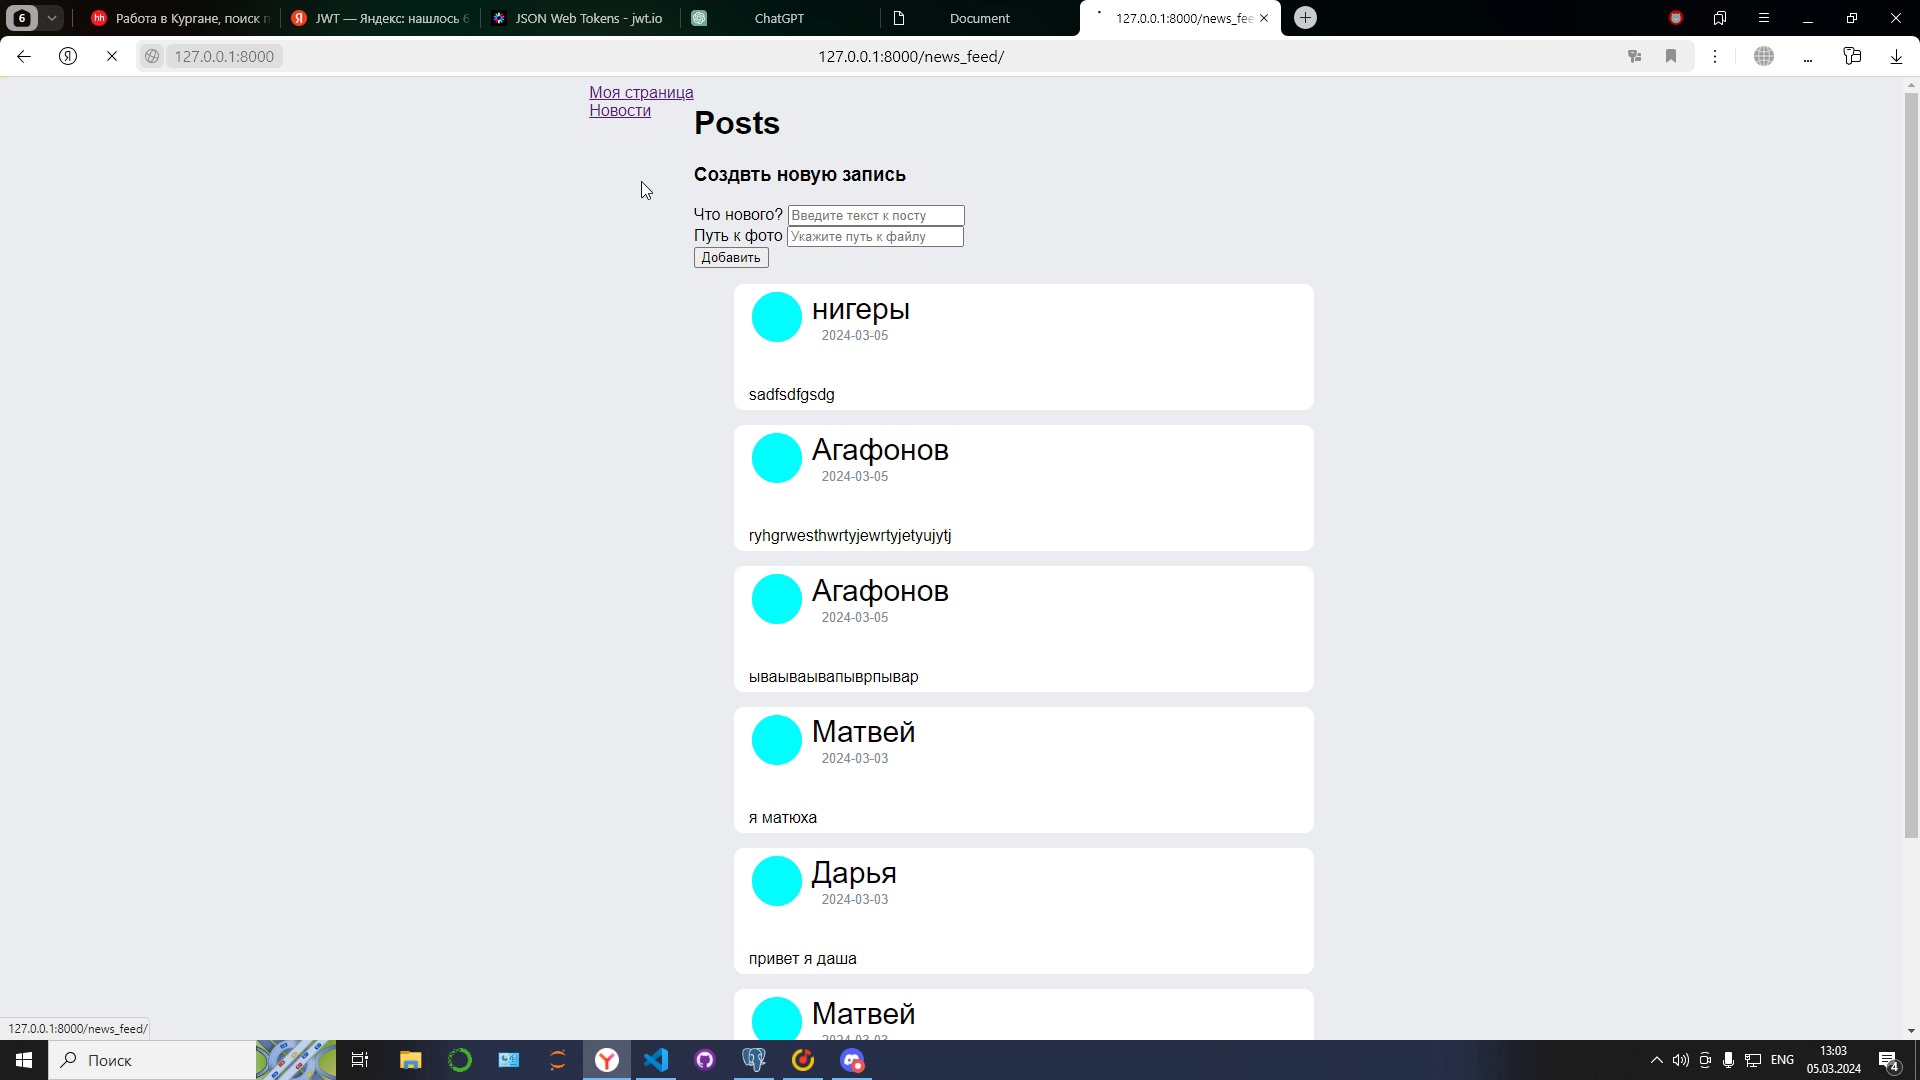 6
Работа в Кургане, поиск п
JWT — Яндекс: нашлось 6
JSON Web Tokens - jwt.io
ChatGPT
Document
127.0.0.1:8000/news_fee
127.0.0.1:8000
127.0.0.1:8000/news_feed/
Моя страница
Новости
Posts
Создвть новую запись
Что нового? Введите текст к посту
Путь к фото Укажите путь к файлу
Добавить
нигеры
2024-03-05
sadfsdfgsdg
Агафонов
2024-03-05
ryhgrwesthwrtyjewrtyjetyujytj
Агафонов
2024-03-05
ываываывапыврпывар
Матвей
2024-03-03
я матюха
Дарья
2024-03-03
привет я даша
Матвей
2024-03-03
127.0.0.1:8000/news_feed/
Поиск
ENG
13:03
05.03.2024
4